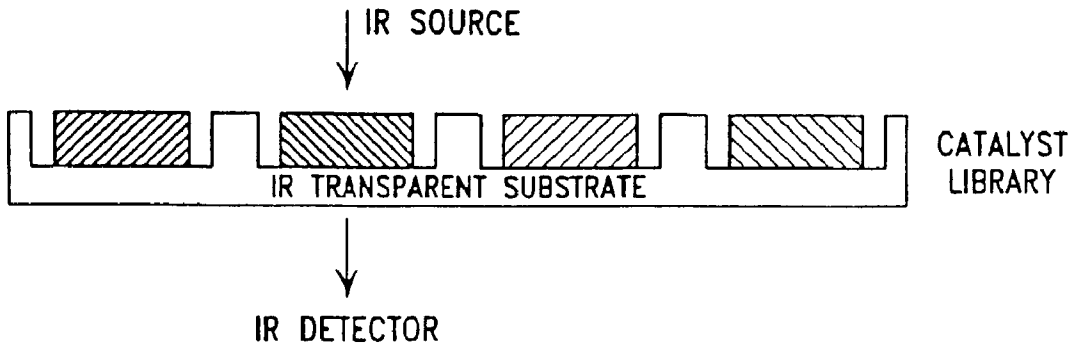 IR SOURCE
CATALYST
LIBRARY
IR TRANSPARENT SUBSTRATE
IR DETECTOR